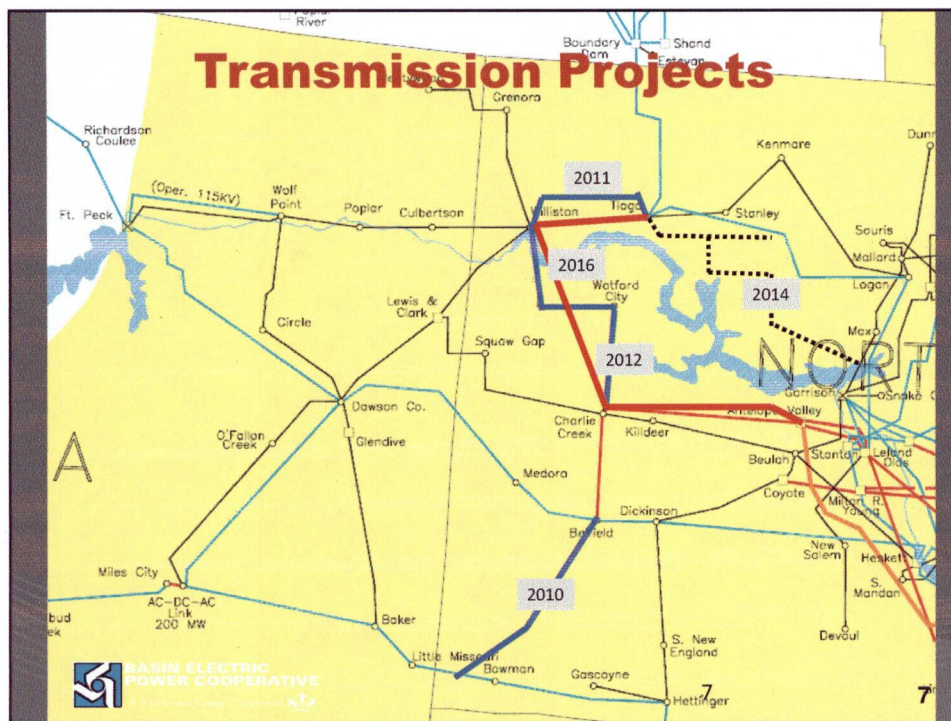 River
Boundary
Dam
Shand
Estevan
Transmission Projects
Grenora
Richardson
Coulee
Kenmare
2011
(Oper. 115KV)
Wolf
Point
Ft. Peck
Poplar
Culbertson
Williston
Tioga
Stanley
Souris
Mallard
Logan
2016
Watford
City
2014
Lewis &
Clark
Circle
Squaw Gap
Max
2012
NORT
Garrison
Dawson Co.
Charlie
Creek
Antelope Valley
Killdeer
O'Fallon
Creek
Glendive
A
Stanton
Leland
Olds
Beulah
Medora
Coyote
Milton R.
Young
Dickinson
Belfield
New
Salem
Heskett
Miles City
AC-DC-AC
Link
200 MW
2010
S.
Mandan
Baker
Devaul
Little Missouri
S. New
England
Bowman
Gascoyne
Hettinger
7
7
BASIN ELECTRIC
POWER COOPERATIVE